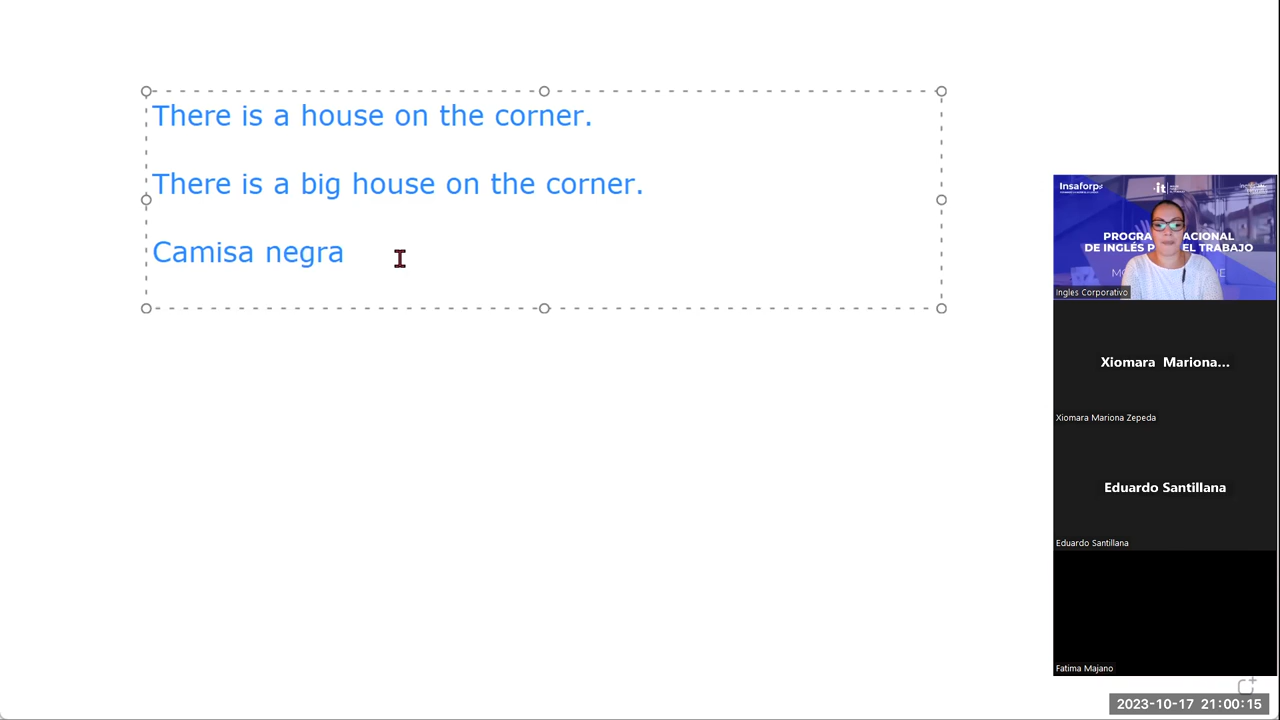 There is a house on the corner.
There is a big house on the corner.
Camisa negra
Insaforp
it
PROGRA ACIONAL
DE INGLÉS P EL TRABAJO
Ingles Corporativo
Xiomara Mariona...
Xiomara Mariona Zepeda
Eduardo Santillana
Eduardo Santillana
Fatima Majano
2023-10-17 21:00:15